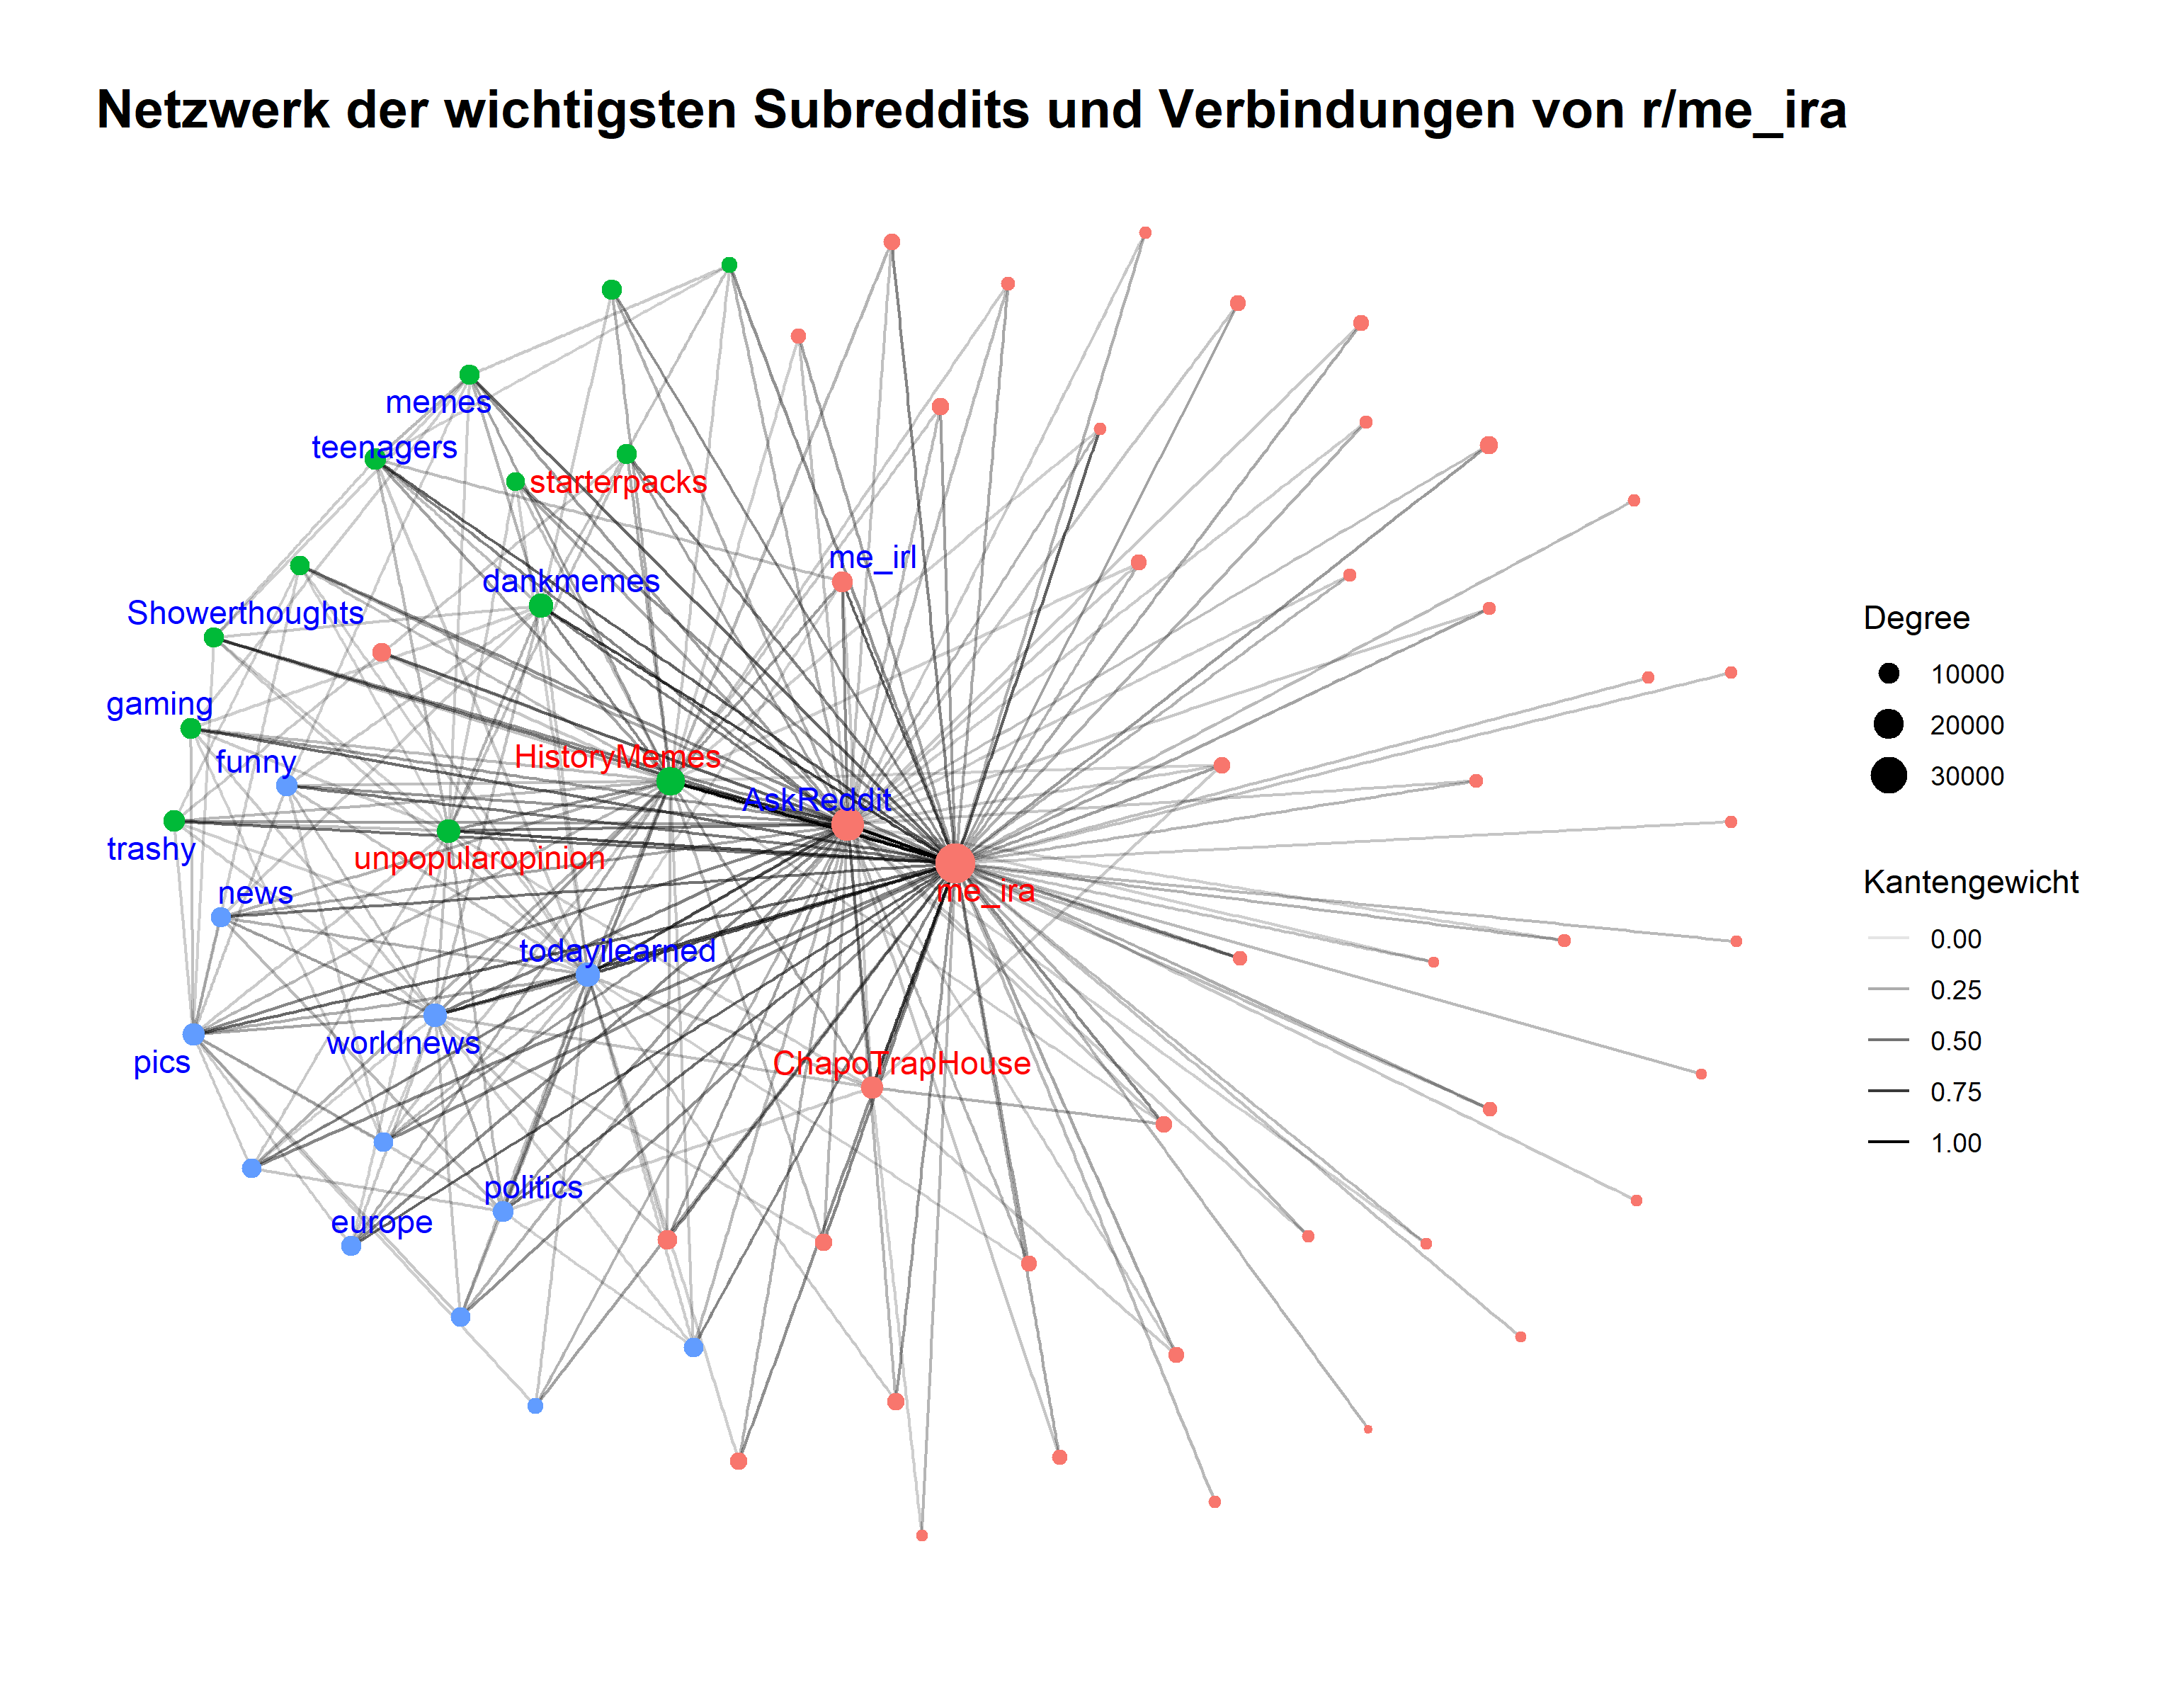 Netzwerk der wichtigsten Subreddits und Verbindungen von r/me_ira
memes
teenagers
starterpacks
me_irl
dankmemes
Showerthoughts
gaming
funny
HistoryMemes
AskReddit
trashy
unpopularopinion
news
me_ira
todayilearned
worldnews
pics
ChapoTrapHouse
politics
europe
Degree
10000
20000
30000
Kantengewicht
0.00
0.25
0.50
0.75
1.00